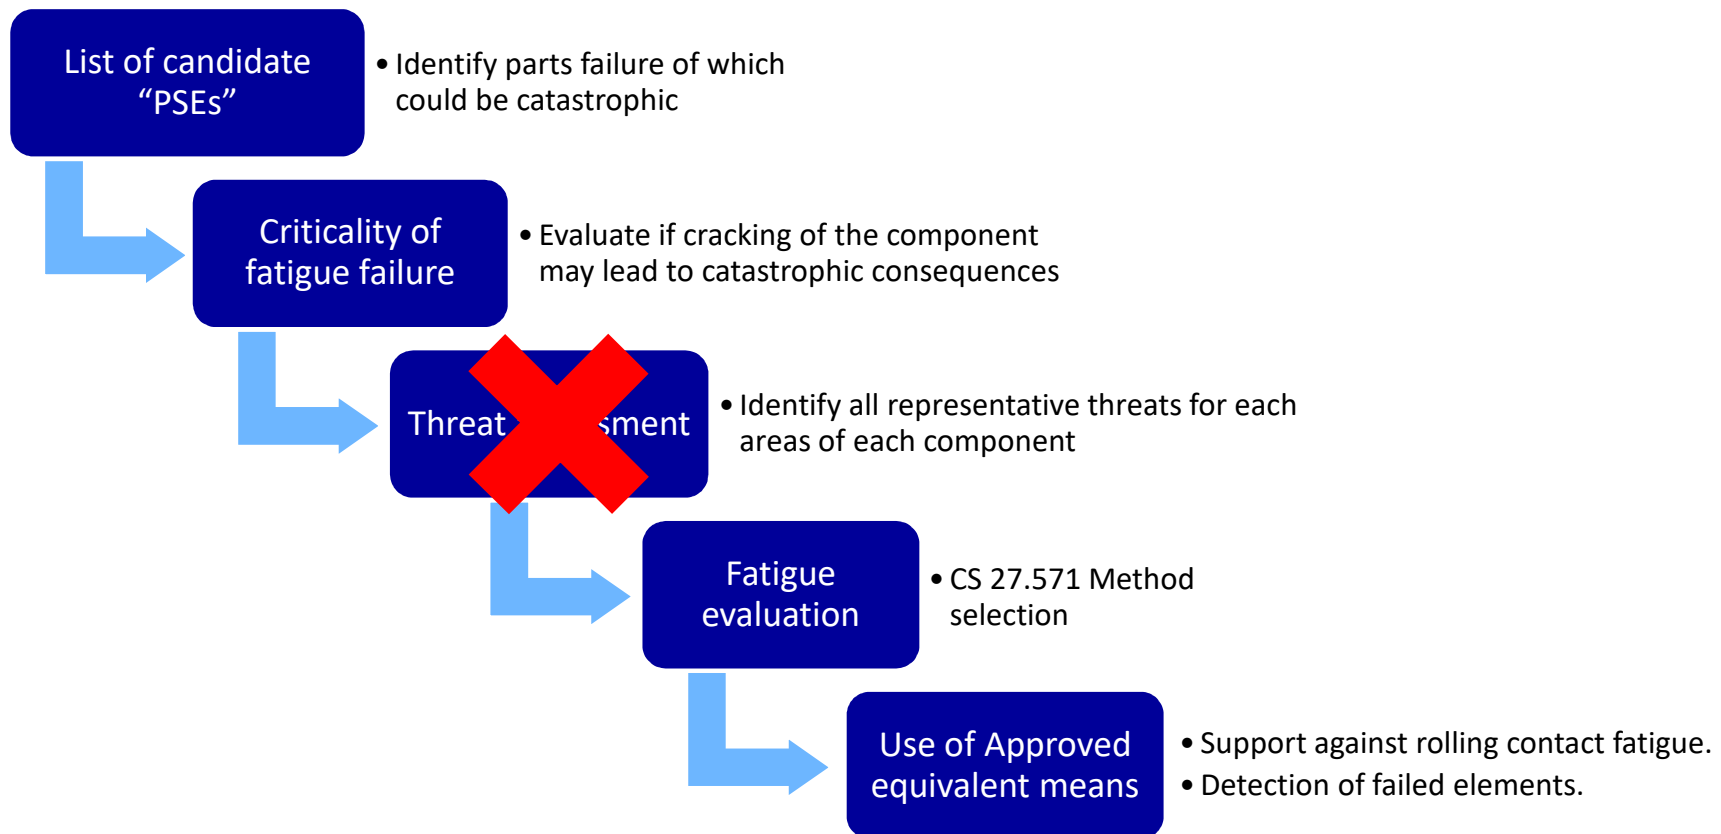 List of candidate
“PSEs”
• Identify parts failure of which
could be catastrophic
Criticality of
fatigue failure
• Evaluate if cracking of the component
may lead to catastrophic consequences
Threat sment
• Identify all representative threats for each
areas of each component
Fatigue
evaluation
• CS 27.571 Method
selection
Use of Approved
equivalent means
• Support against rolling contact fatigue.
• Detection of failed elements.